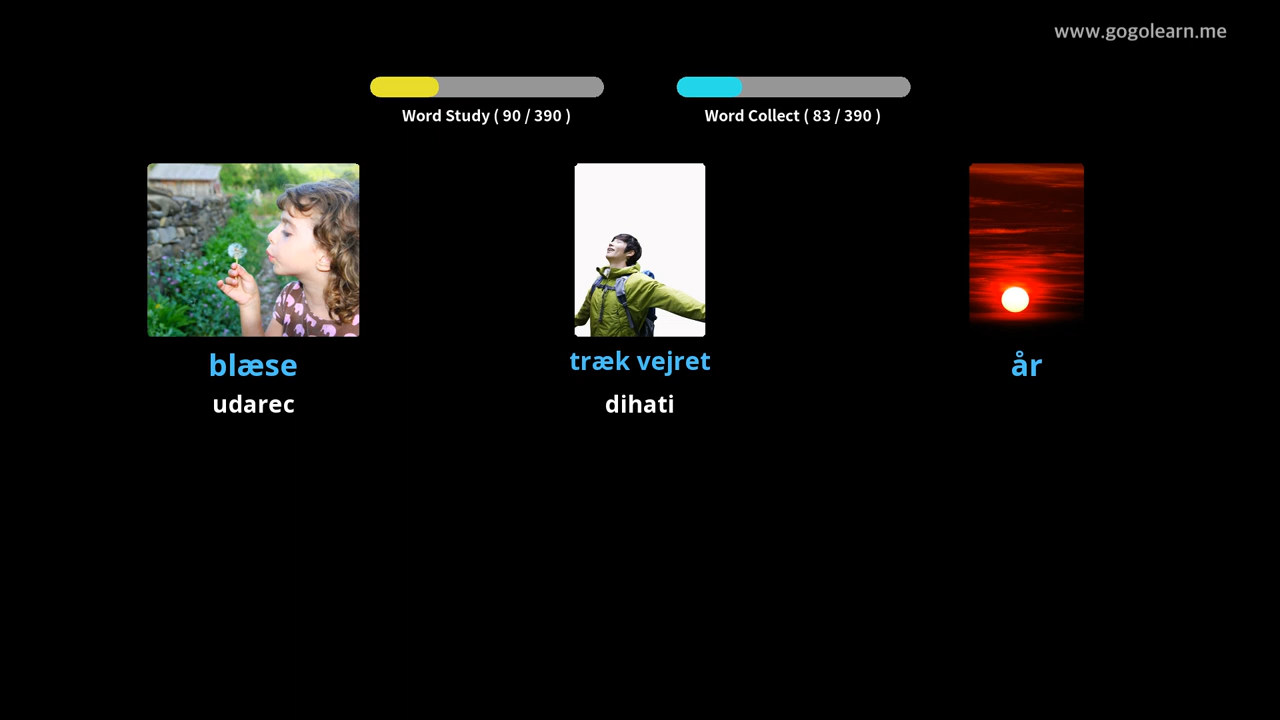 www.gogolearn.me
Word Study ( 90 / 390 )
Word Collect ( 83 / 390 )
blæse
træk vejret
år
udarec
dihati